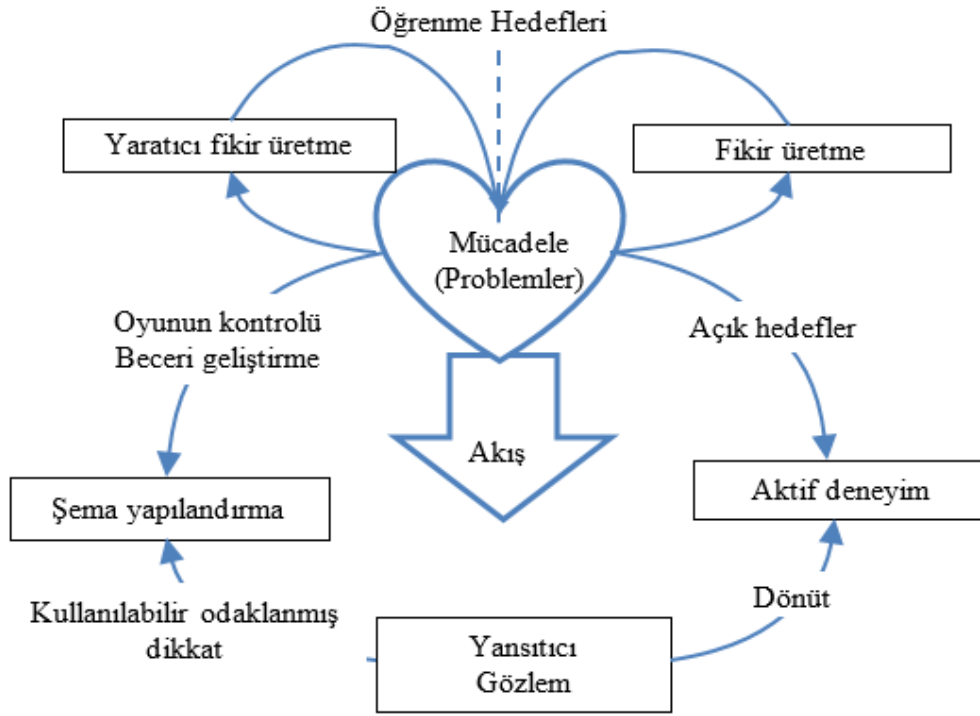 Öğrenme Hedefleri
Yaratıcı fikir üretme
Fikir üretme
Mücadele
(Problemler)
Oyunun kontrolü
Beceri geliştirme
Açık hedefler
Akış
Şema yapılandırma
Aktif deneyim
Kullanılabilir odaklanmış
dikkat
Dönüt
Yansıtıcı
Gözlem